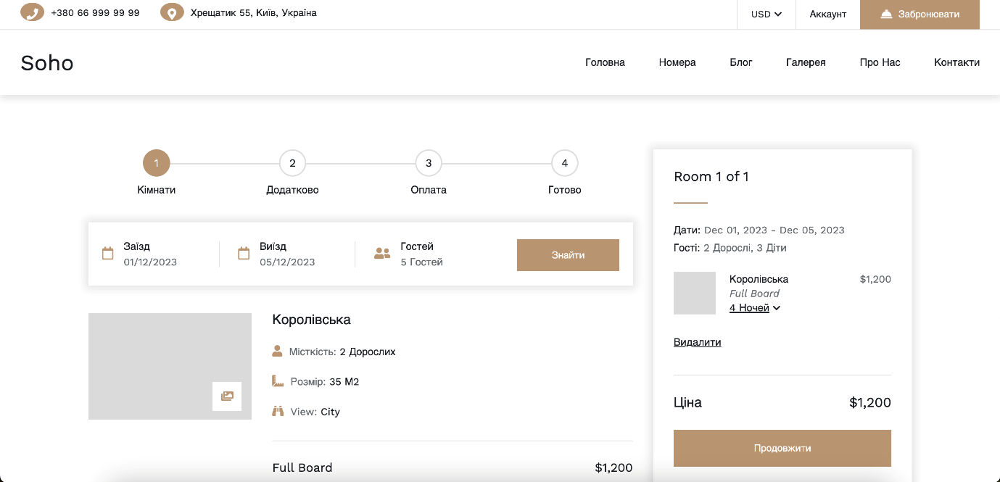 +380 66 999 99 99
Хрещатик 55, Київ, Україна
USD
Аккаунт
Забронювати
Soho
Головна
Номера
Блог
Галерея
Про Нас
Контакти
1
2
3
4
Кімнати
Додатково
Оплата
Готово
Заїзд
01/12/2023
Виїзд
05/12/2023
Гостей
5 Гостей
Знайти
Королівська
Місткість: 2 Дорослих
Розмір: 35 М2
View: City
Full Board
$1,200
Room 1 of 1
Дати: Dec 01, 2023 - Dec 05, 2023
Гості: 2 Дорослі, 3 Діти
Королівська
$1,200
Full Board
4 Ночей
Видалити
Ціна
$1,200
Продовжити